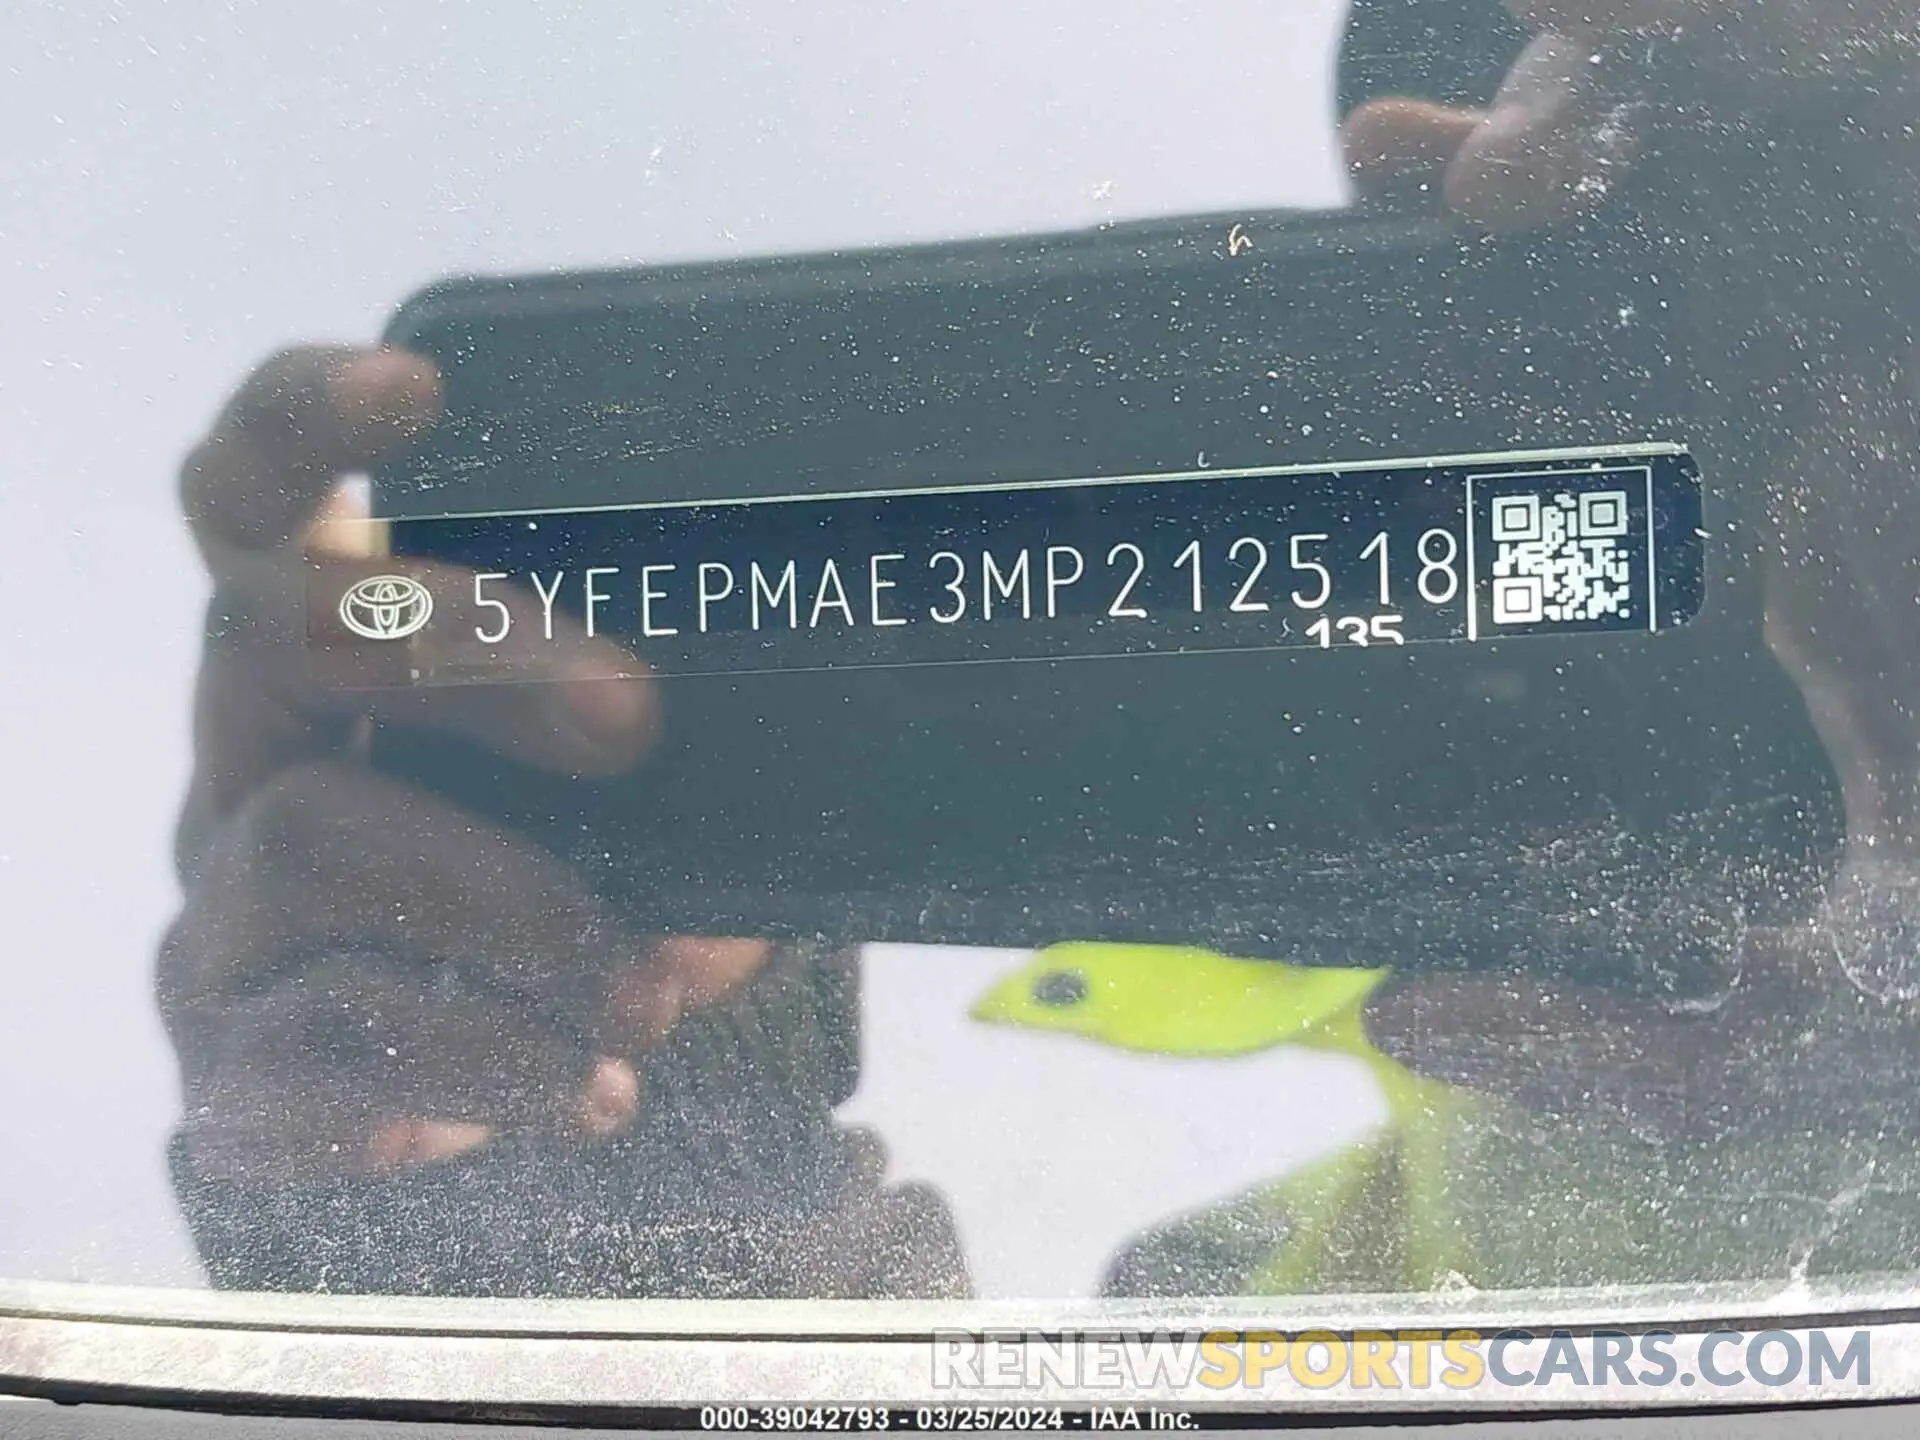 5YFEPMAE3MP212518
135
RENEWSPORTSCARS.COM
000-39042793 - 03/25/2024 - IAA Inc.